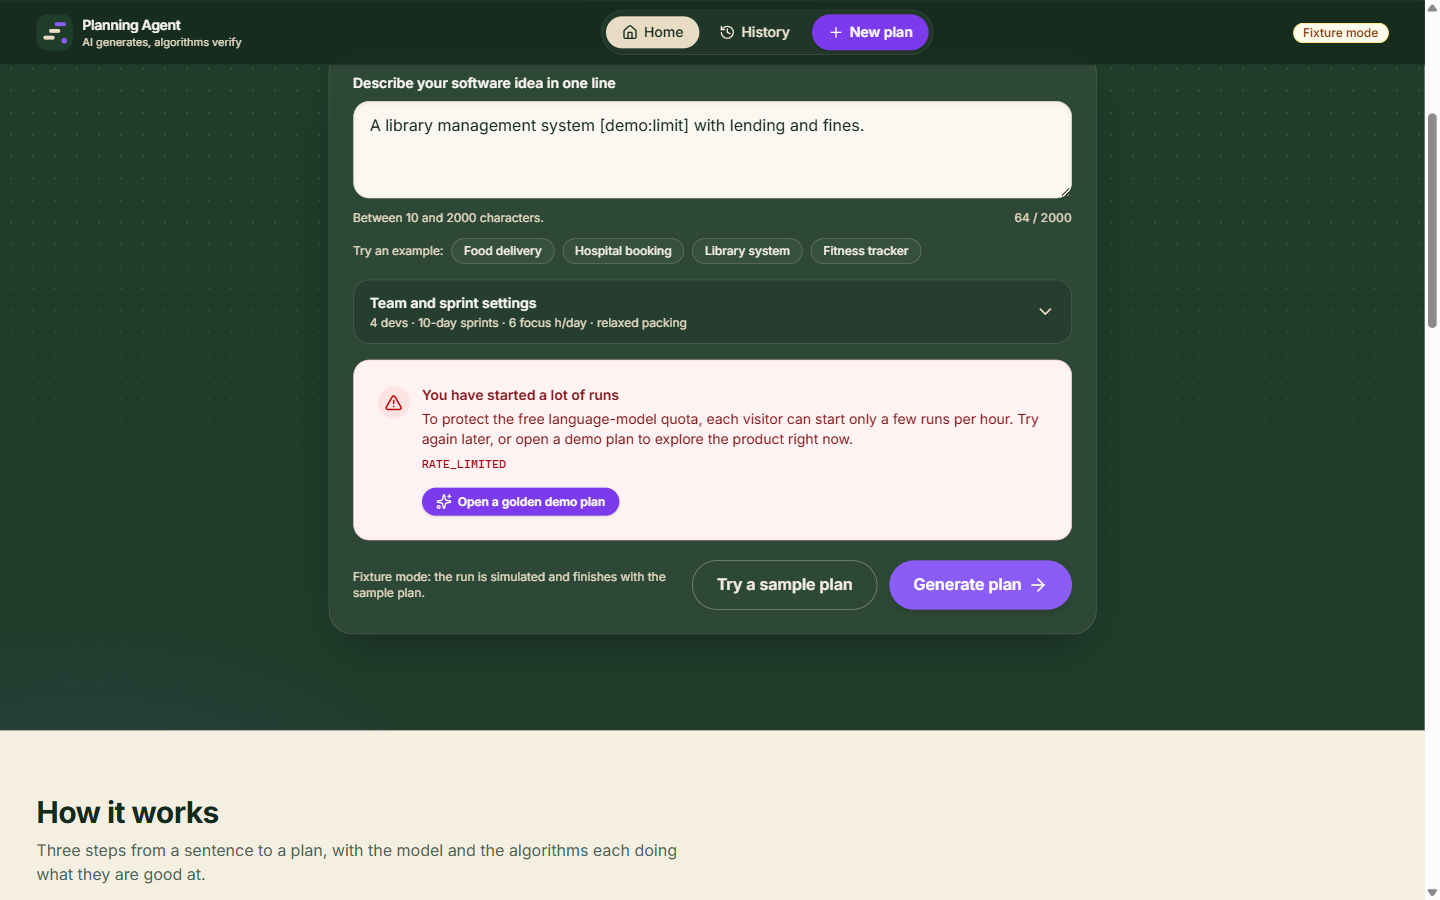 Planning Agent
AI generates, algorithms verify
Home
History
New plan
Fixture mode
Describe your software idea in one line
A library management system [demo:limit] with lending and fines.
Between 10 and 2000 characters.
64 / 2000
Try an example:
Food delivery
Hospital booking
Library system
Fitness tracker
Team and sprint settings
4 devs · 10-day sprints · 6 focus h/day · relaxed packing
You have started a lot of runs
To protect the free language-model quota, each visitor can start only a few runs per hour. Try
again later, or open a demo plan to explore the product right now.
RATE_LIMITED
Open a golden demo plan
Fixture mode: the run is simulated and finishes with the
sample plan.
Try a sample plan
Generate plan
How it works
Three steps from a sentence to a plan, with the model and the algorithms each doing
what they are good at.